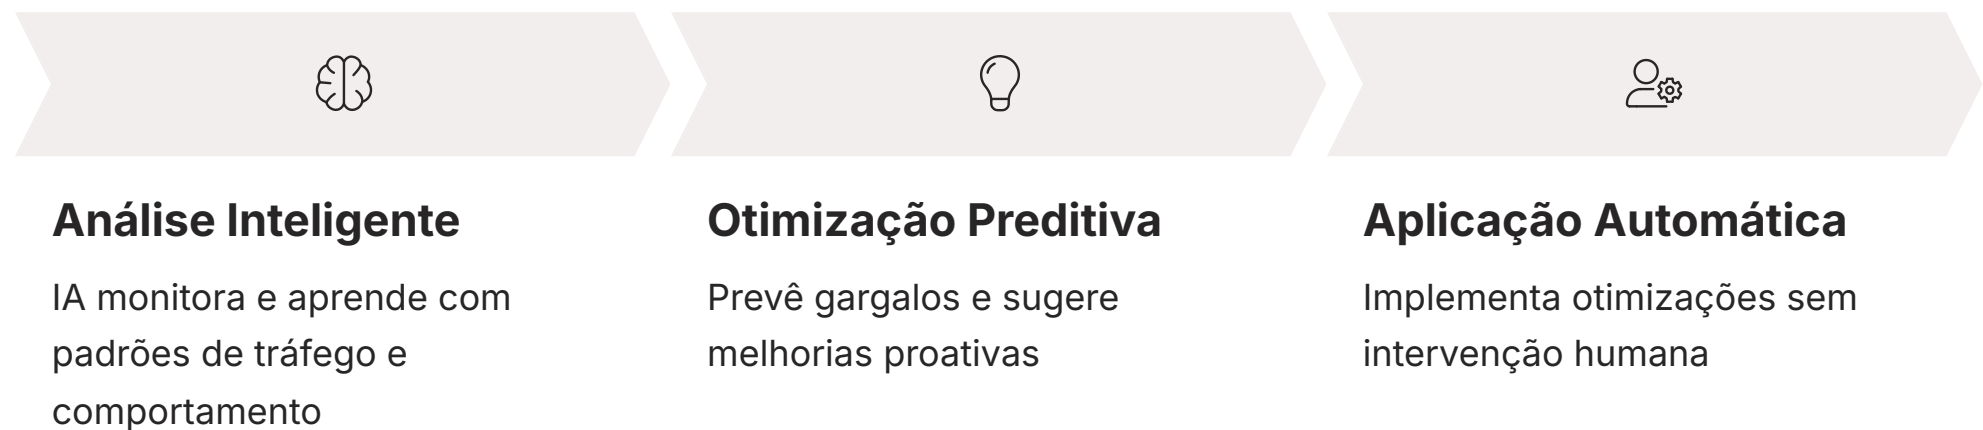 Análise Inteligente
IA monitora e aprende com
padrões de tráfego e
comportamento
Otimização Preditiva
Prevê gargalos e sugere
melhorias proativas
Aplicação Automática
Implementa otimizações sem
intervenção humana